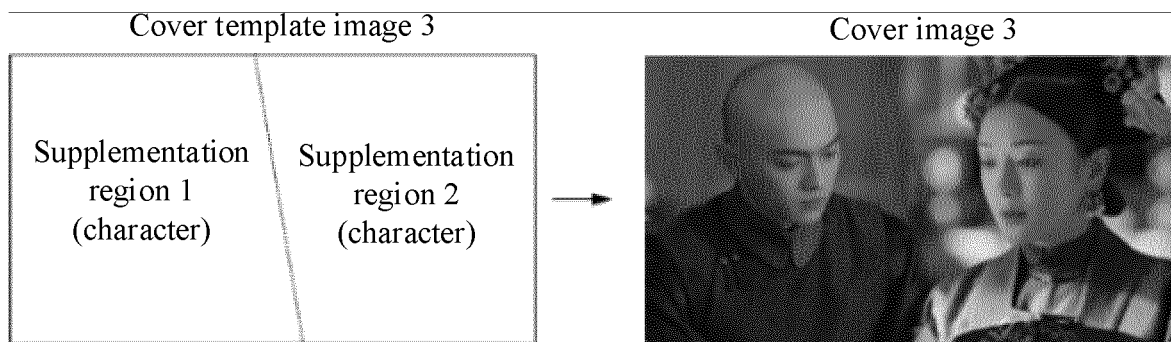 Cover template image 3
Cover image 3
Supplementation
region 1
(character)
Supplementation
region 2
(character)